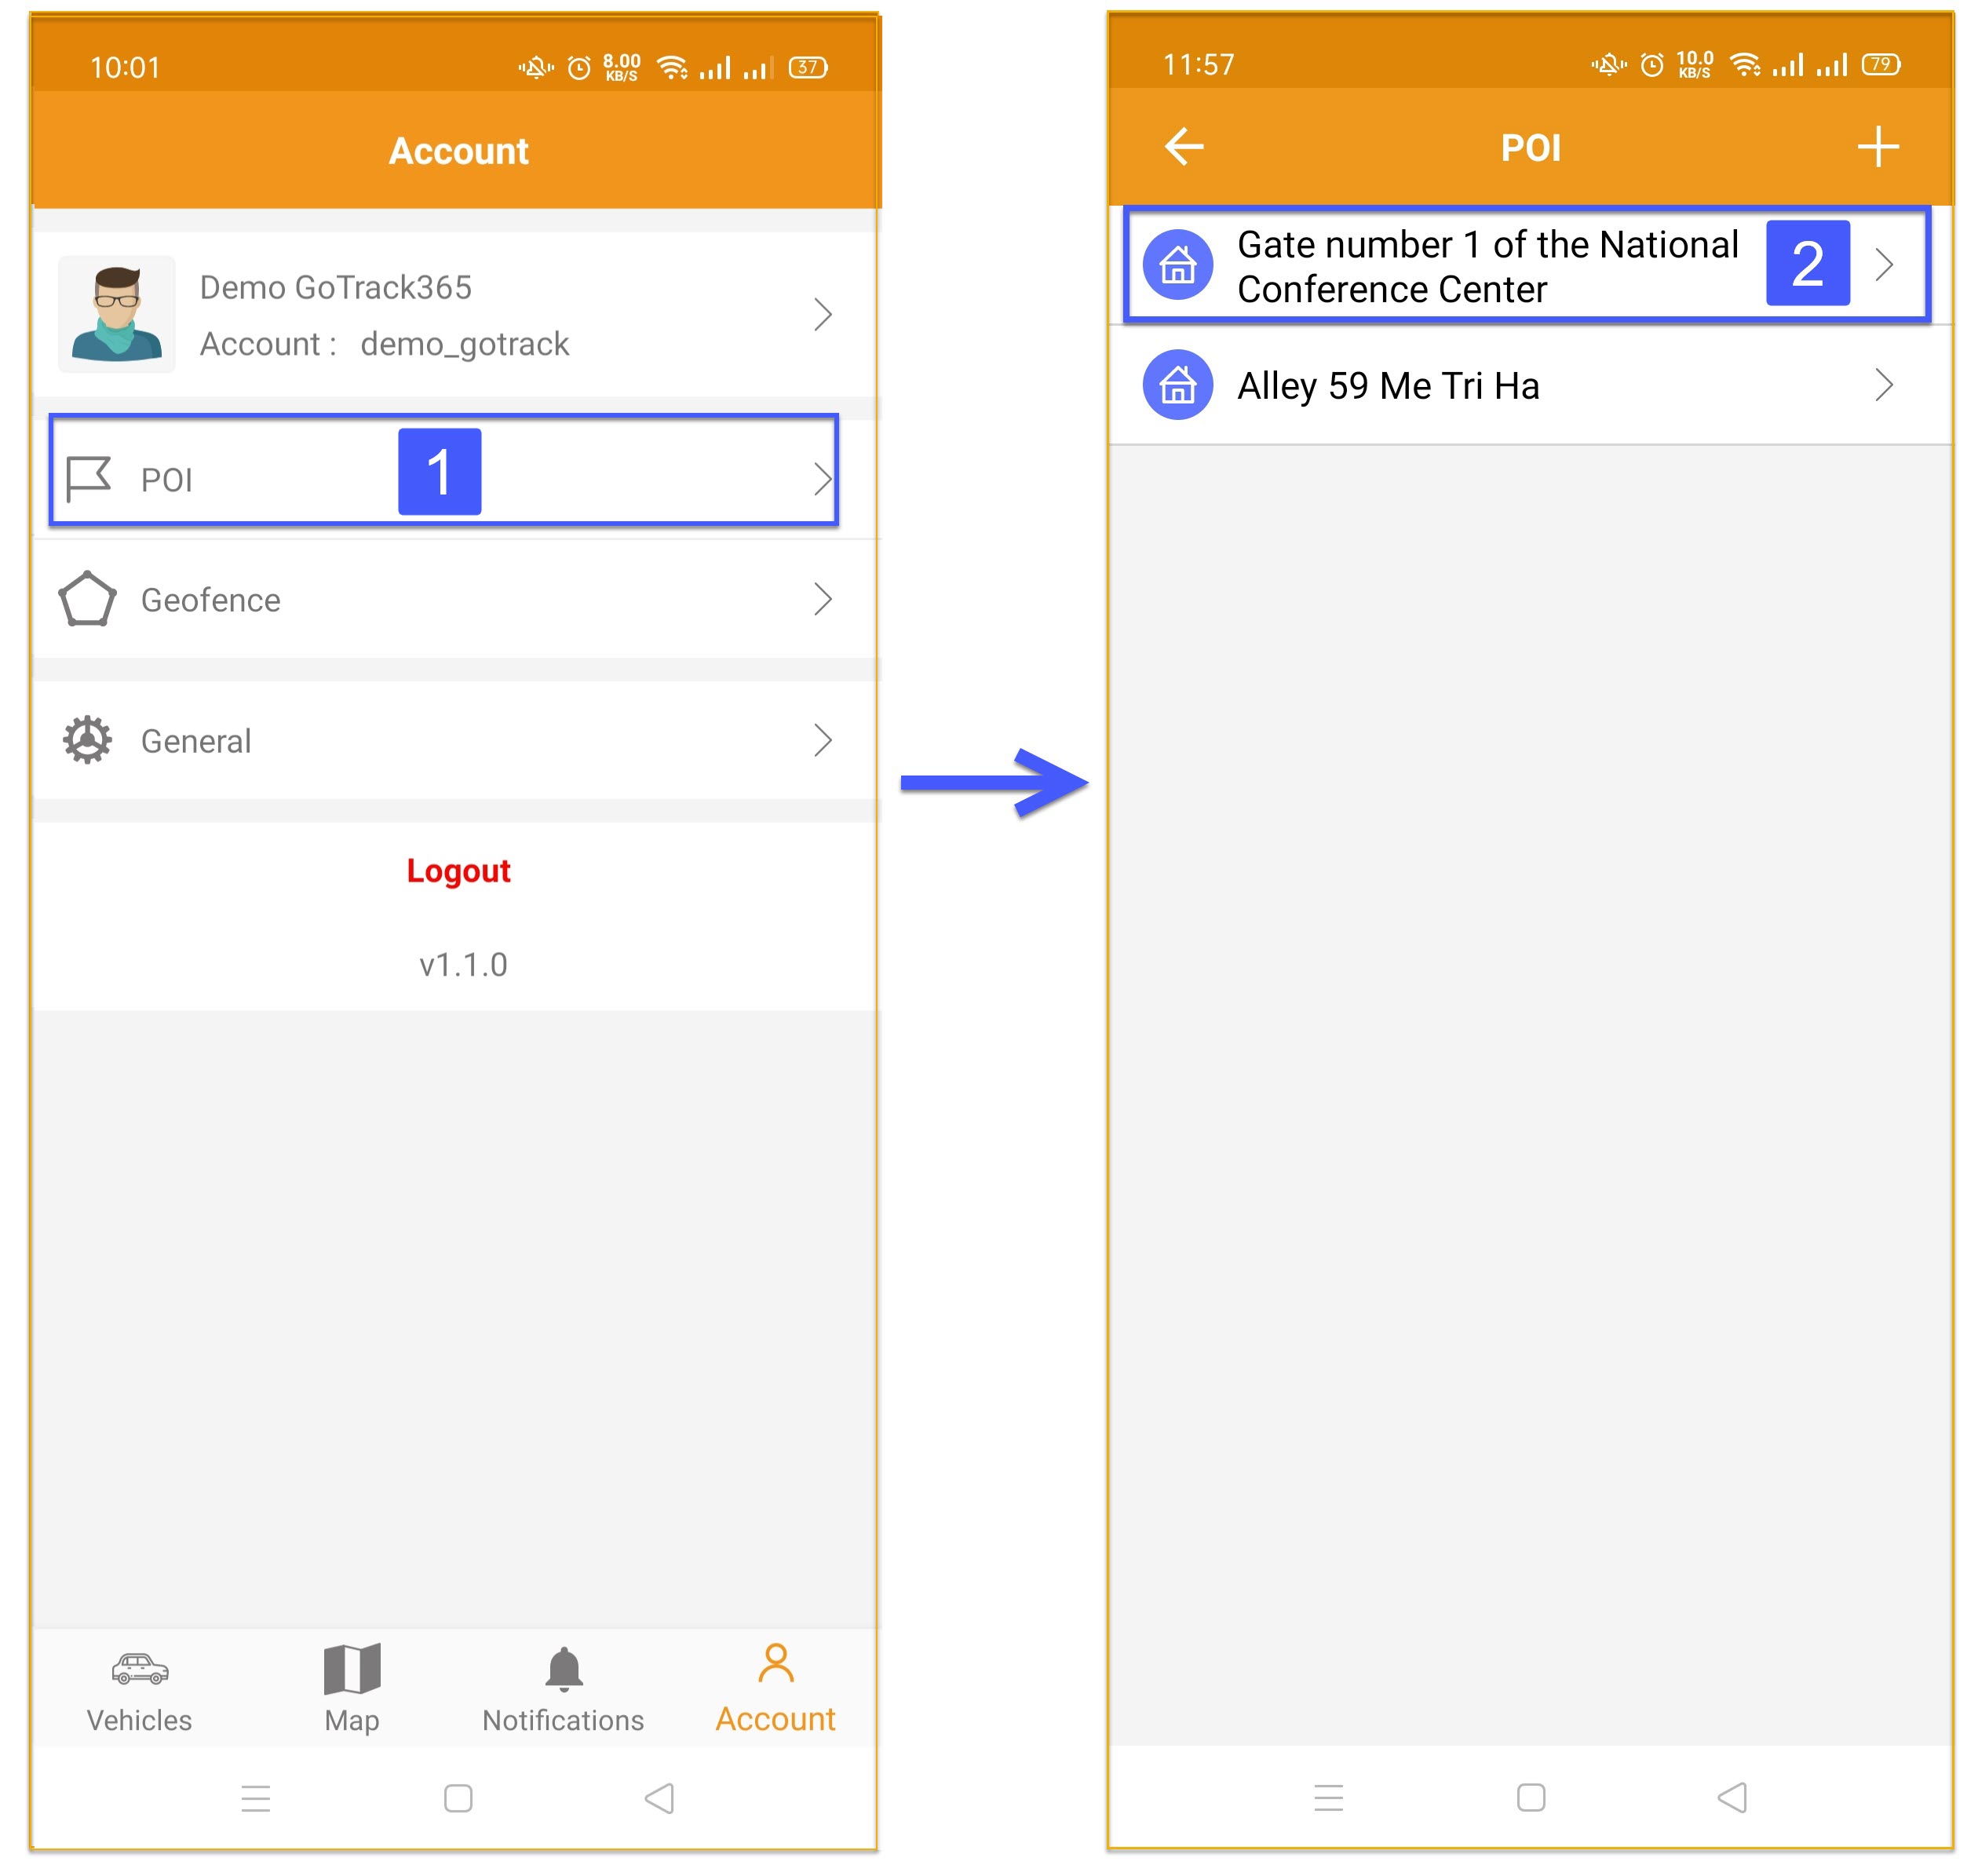 10:01
8.00
KB/S
37
Account
Demo GoTrack365
Account : demo_gotrack
POI
1
Geofence
General
Logout
v1.1.0
Vehicles
Map
Notifications
Account
11:57
10.0
KB/S
79
POI
Gate number 1 of the National
Conference Center
2
Alley 59 Me Tri Ha